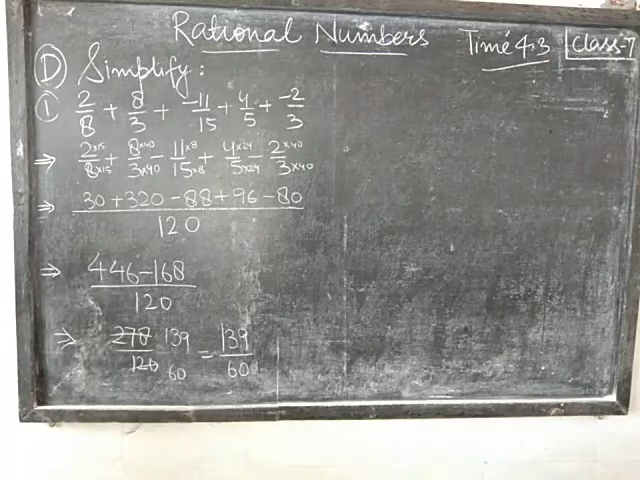 Rational Numbers Time 4.3 Class-7
D Simplify:
① 2/8 + 8/3 + -11/15 + 4/5 + -2/3
⇒ 2×15/8×15 + 8×40/3×40 - 11×8/15×8 + 4×24/5×24 - 2×40/3×40
⇒ 30+320-88+96-80/120
⇒ 446-168/120
⇒ 278/120 139/60 = 139/60